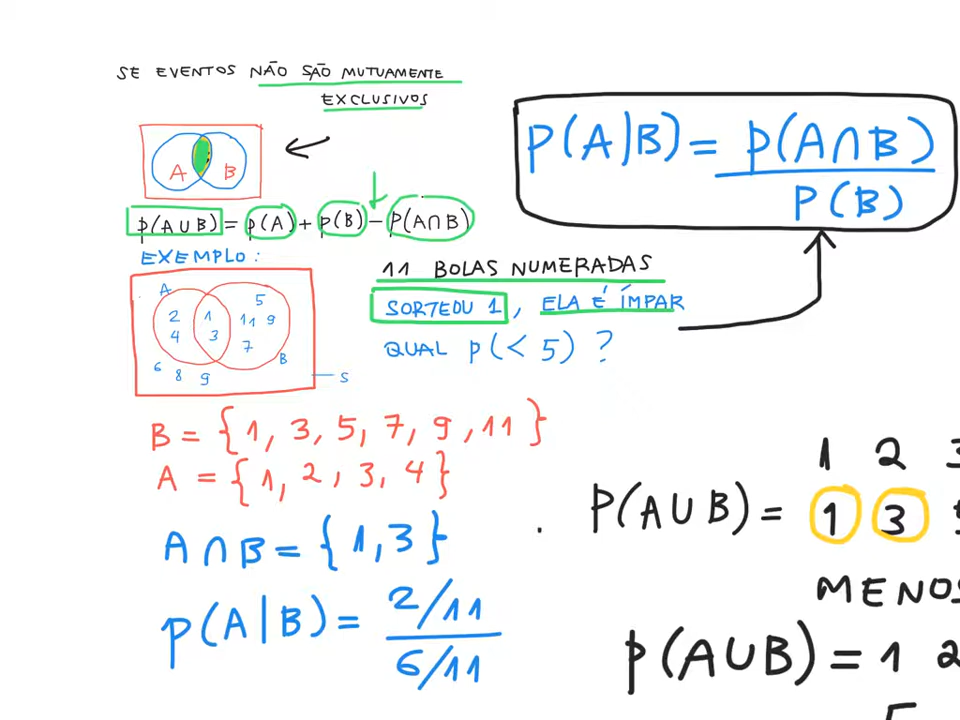 SE EVENTOS NÃO SÃO MUTUAMENTE
EXCLUSIVOS
A B
P(A∪B) = P(A) + P(B) - P(A∩B)
P(A|B) = P(A∩B)
P(B)
EXEMPLO:
11 BOLAS NUMERADAS
SORTEOU 1, ELA É ÍMPAR
QUAL P(< 5) ?
A
5
2 1 11 9
4 3 7
B
6 8 9
S
B = {1, 3, 5, 7, 9, 11}
A = {1, 2, 3, 4}
A∩B = {1,3}
P(A|B) = 2/11
6/11
1 2 3
P(A∪B) = 1 3
MENOS
P(A∪B) = 1 2